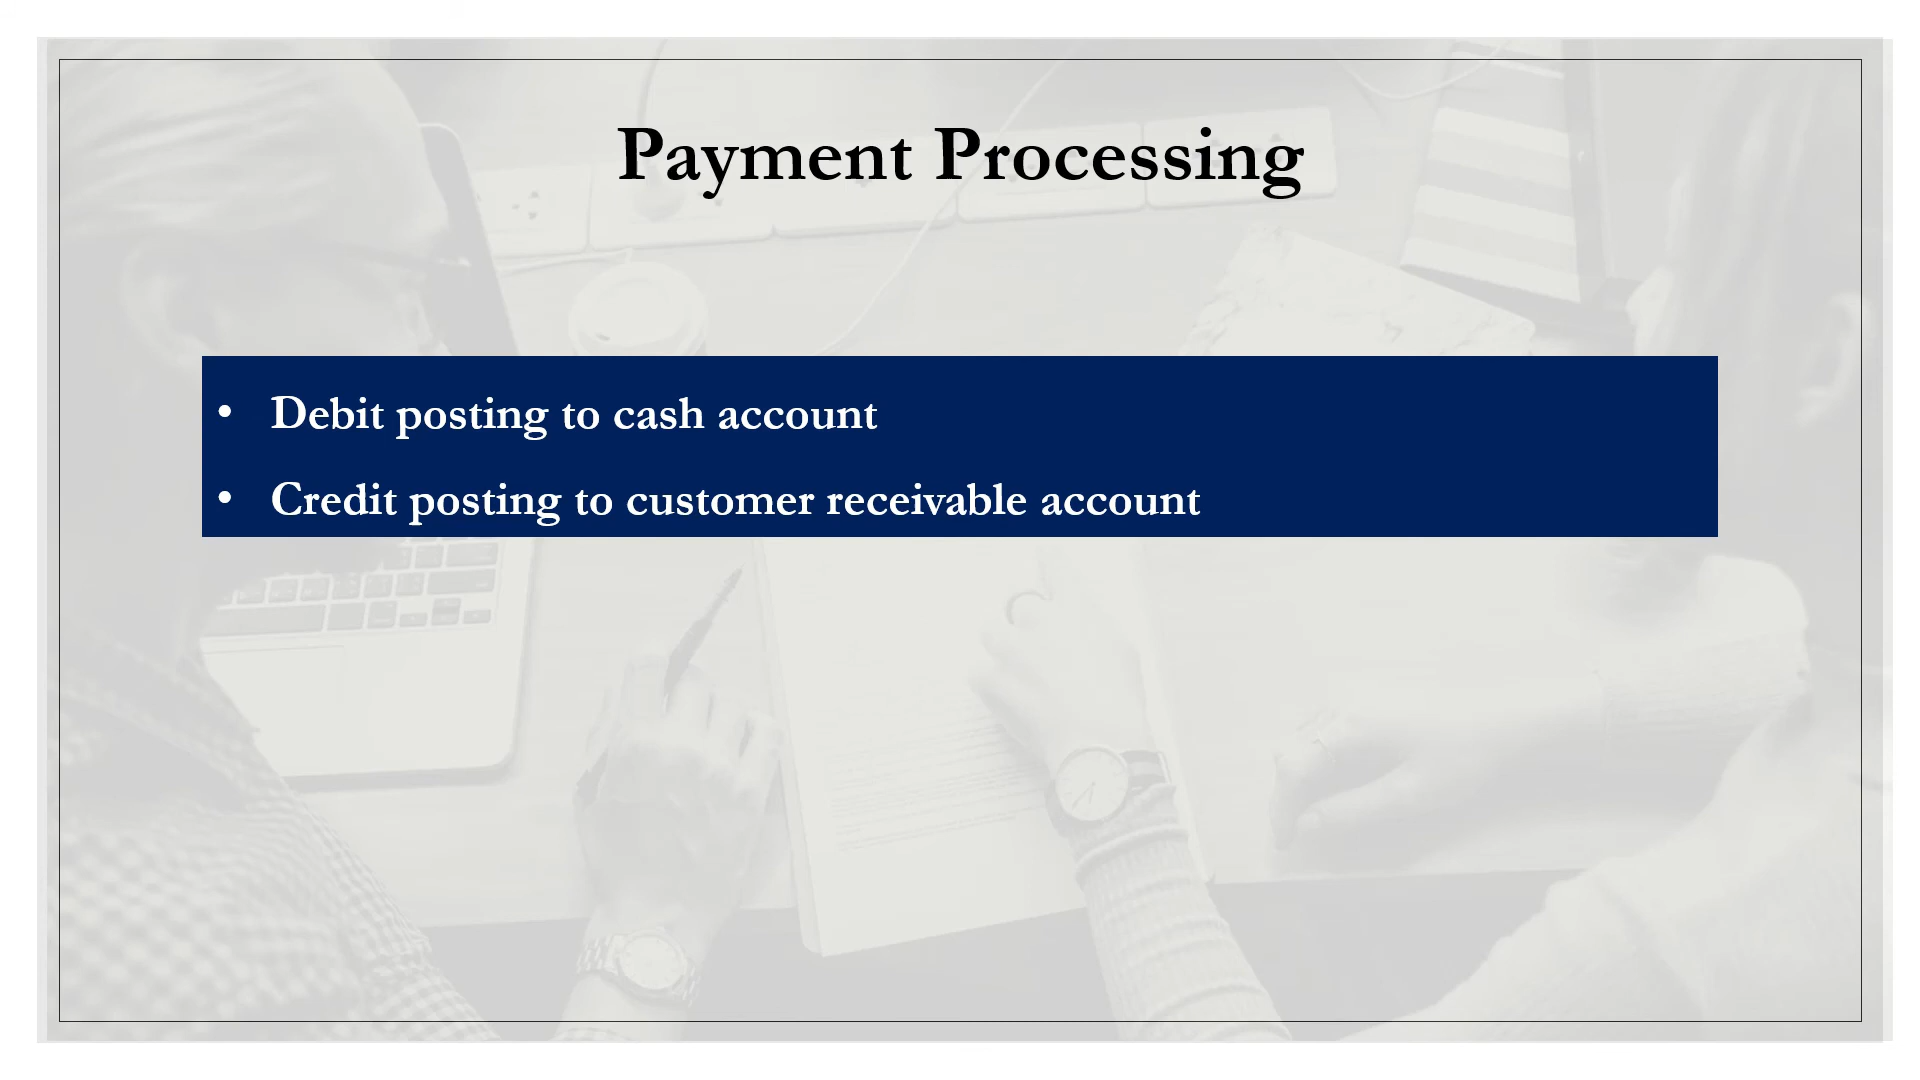 Payment Processing
• Debit posting to cash account
• Credit posting to customer receivable account